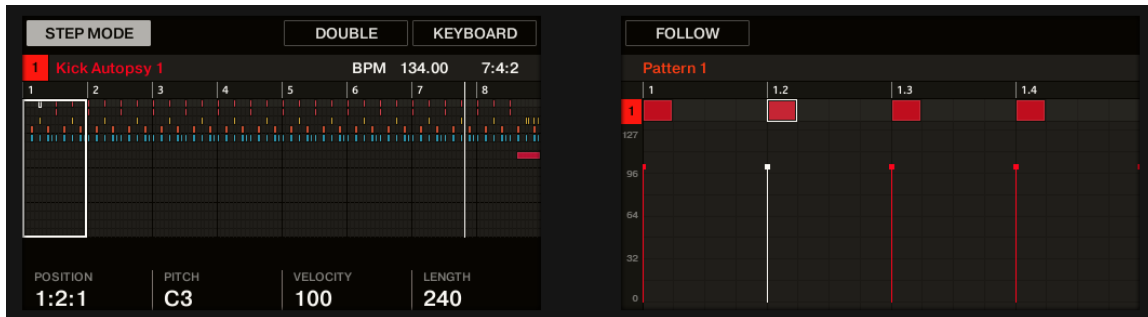 STEP MODE DOUBLE KEYBOARD
1 Kick Autopsy 1 BPM 134.00 7:4:2
1 2 3 4 5 6 7 8
POSITION PITCH VELOCITY LENGTH
1:2:1 C3 100 240
FOLLOW
Pattern 1
1 1.2 1.3 1.4
1
127
96
64
32
0